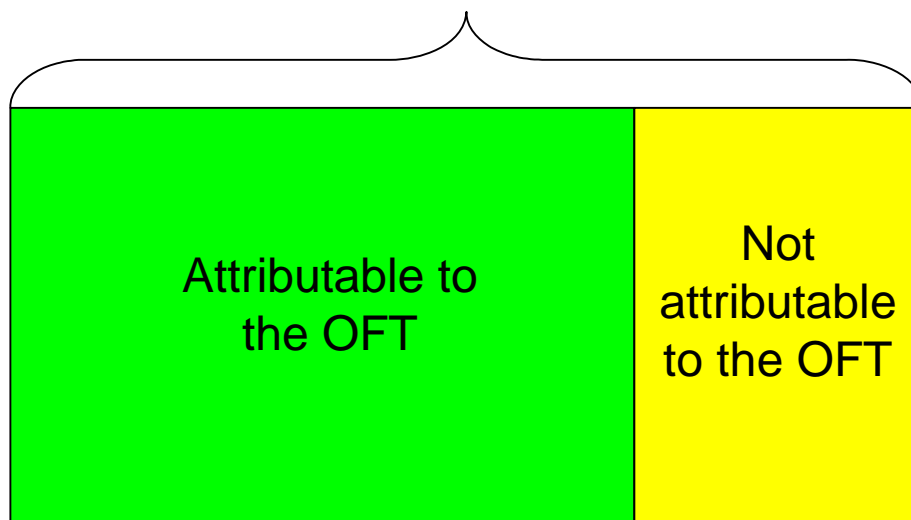 Attributable to
the OFT
Not
attributable
to the OFT